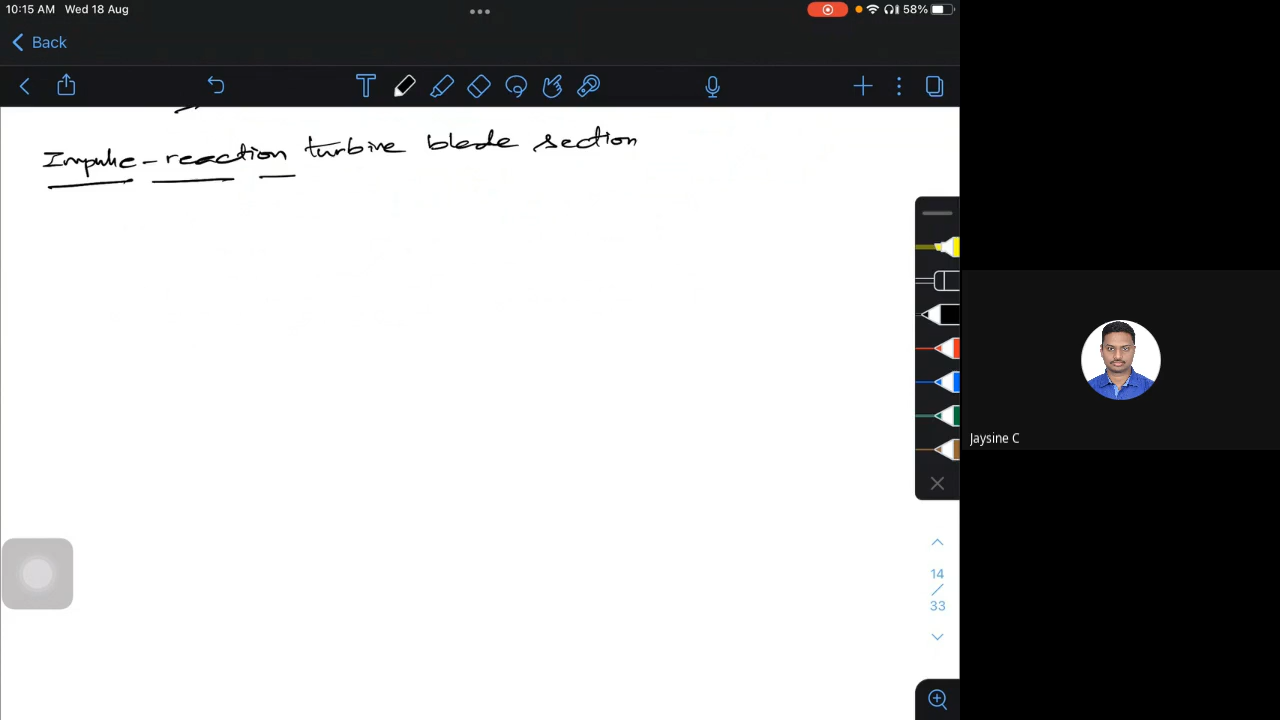 10:15 AM Wed 18 Aug
58%
Back
Impulse-reaction turbine blade section
14
/
33
Jaysine C